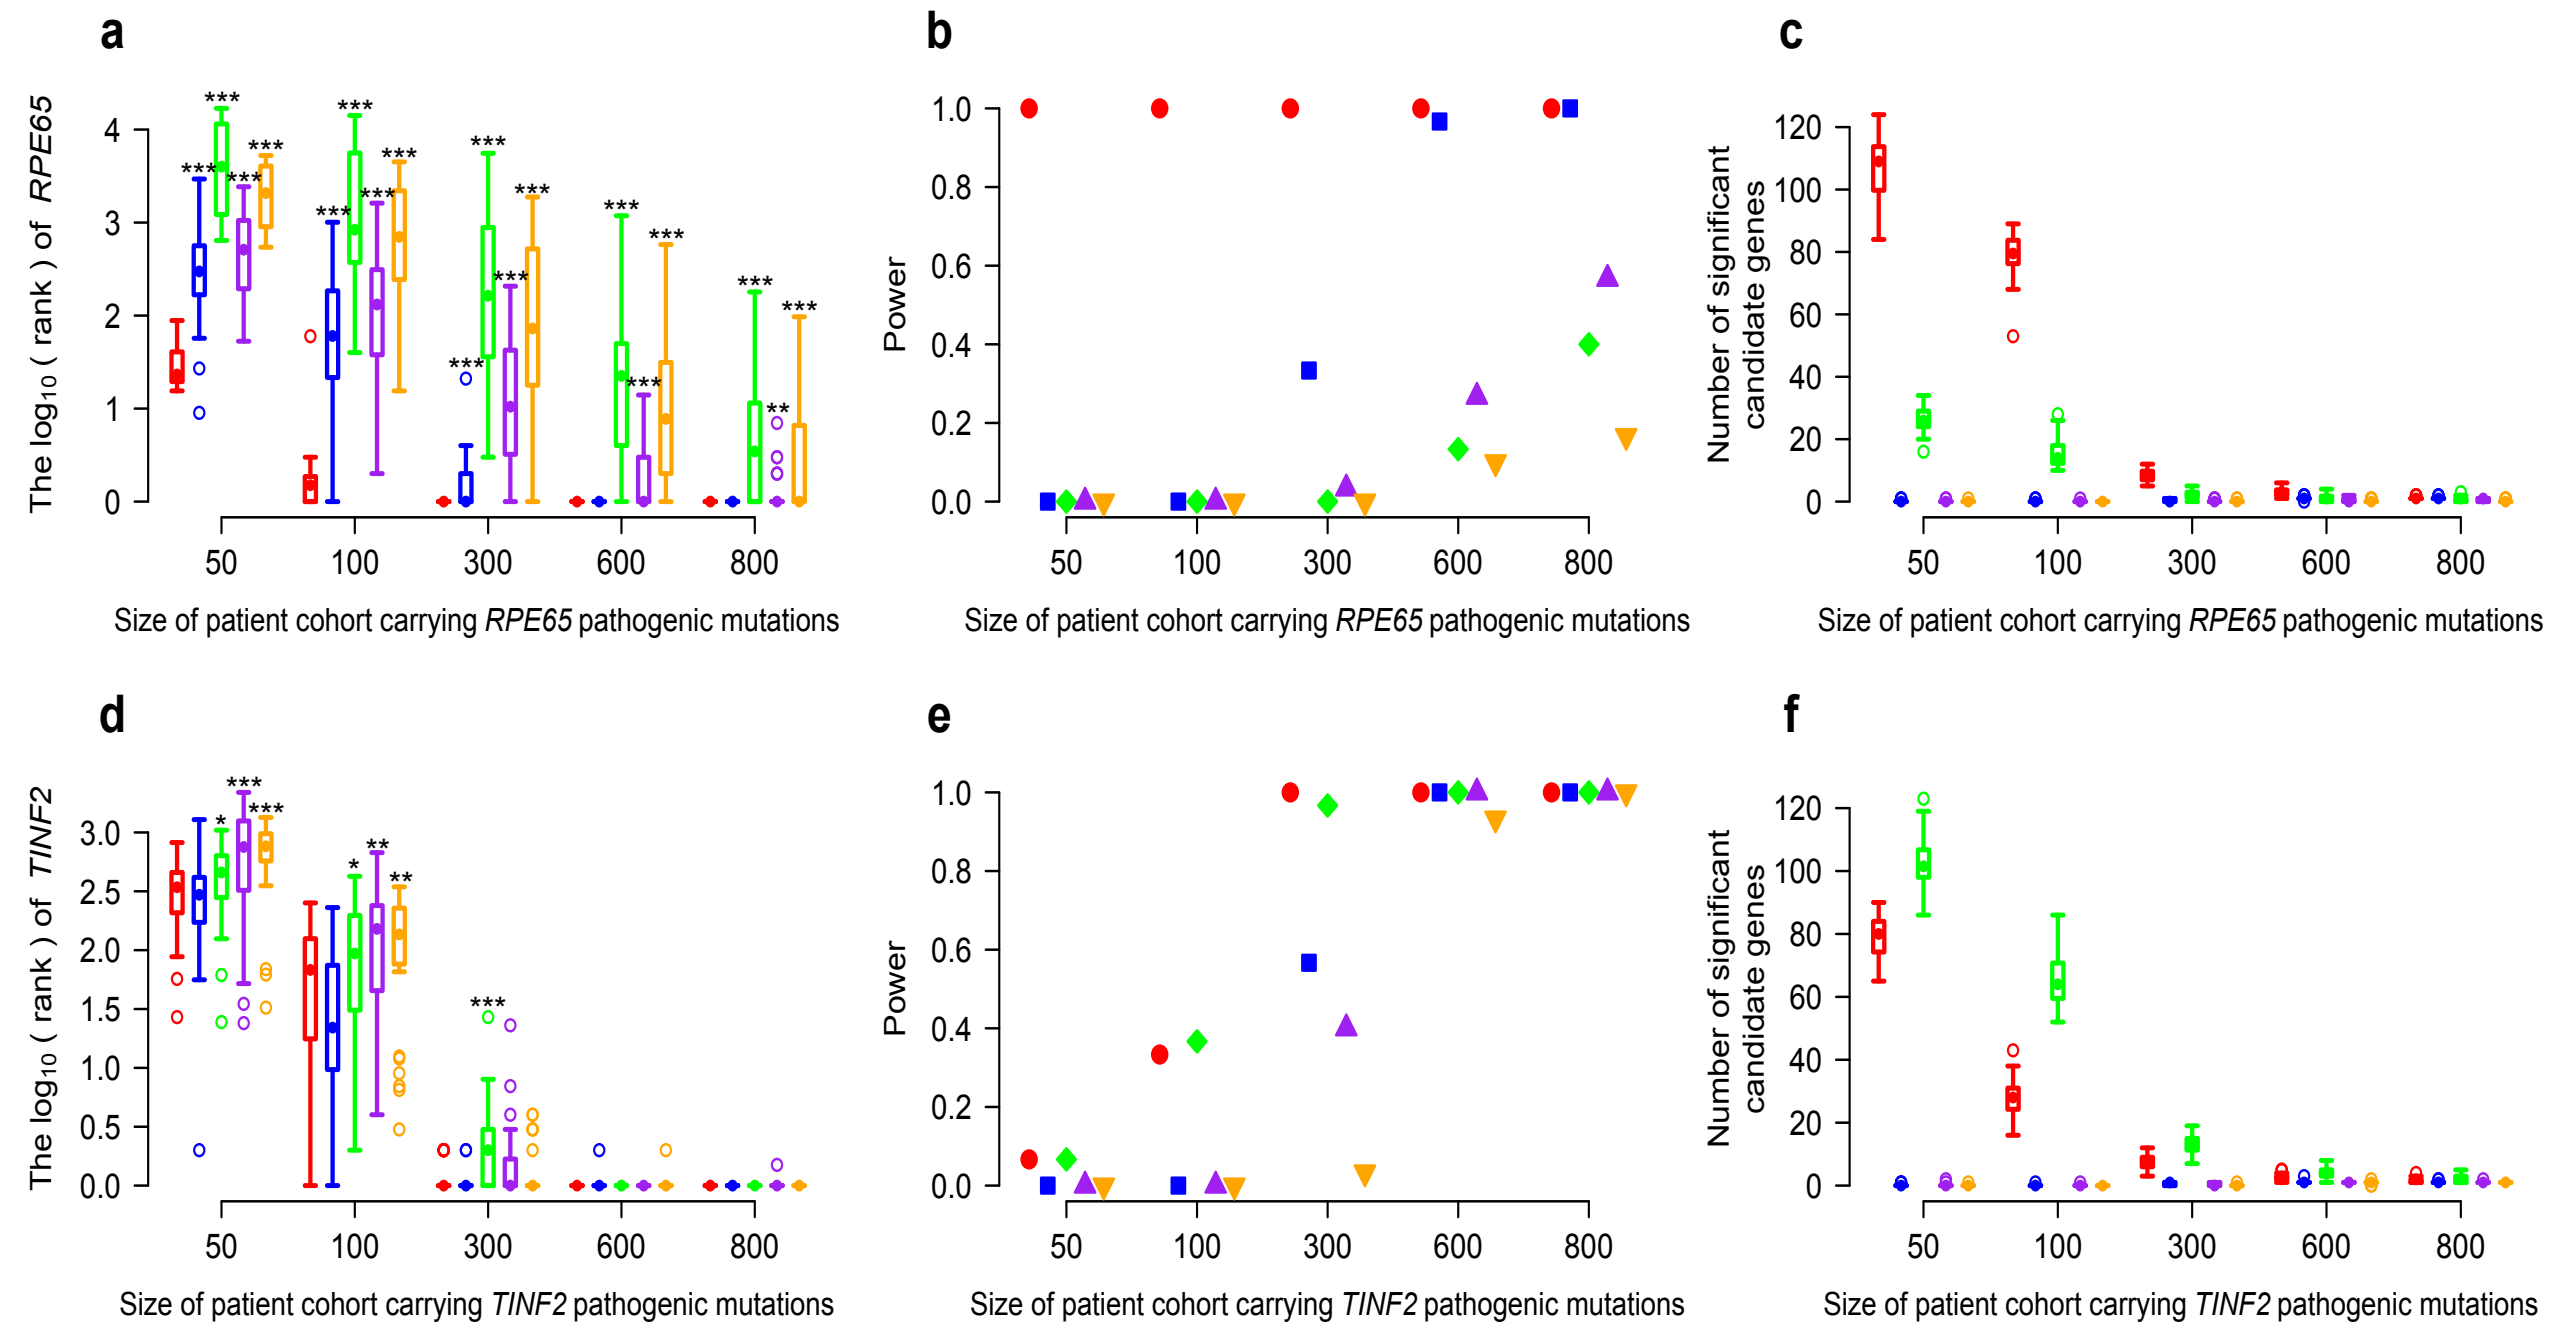 a
The log10 ( rank ) of RPE65
4
3
2
1
0
*** *** *** *** *** *** *** *** *** *** *** *** *** *** *** *** *** ** ***
50 100 300 600 800
Size of patient cohort carrying RPE65 pathogenic mutations
b
Power
1.0
0.8
0.6
0.4
0.2
0.0
50 100 300 600 800
Size of patient cohort carrying RPE65 pathogenic mutations
c
Number of significant
candidate genes
120
100
80
60
40
20
0
50 100 300 600 800
Size of patient cohort carrying RPE65 pathogenic mutations
d
The log10 ( rank ) of TINF2
3.0
2.5
2.0
1.5
1.0
0.5
0.0
* *** *** * ** ** ***
50 100 300 600 800
Size of patient cohort carrying TINF2 pathogenic mutations
e
Power
1.0
0.8
0.6
0.4
0.2
0.0
50 100 300 600 800
Size of patient cohort carrying TINF2 pathogenic mutations
f
Number of significant
candidate genes
120
100
80
60
40
20
0
50 100 300 600 800
Size of patient cohort carrying TINF2 pathogenic mutations